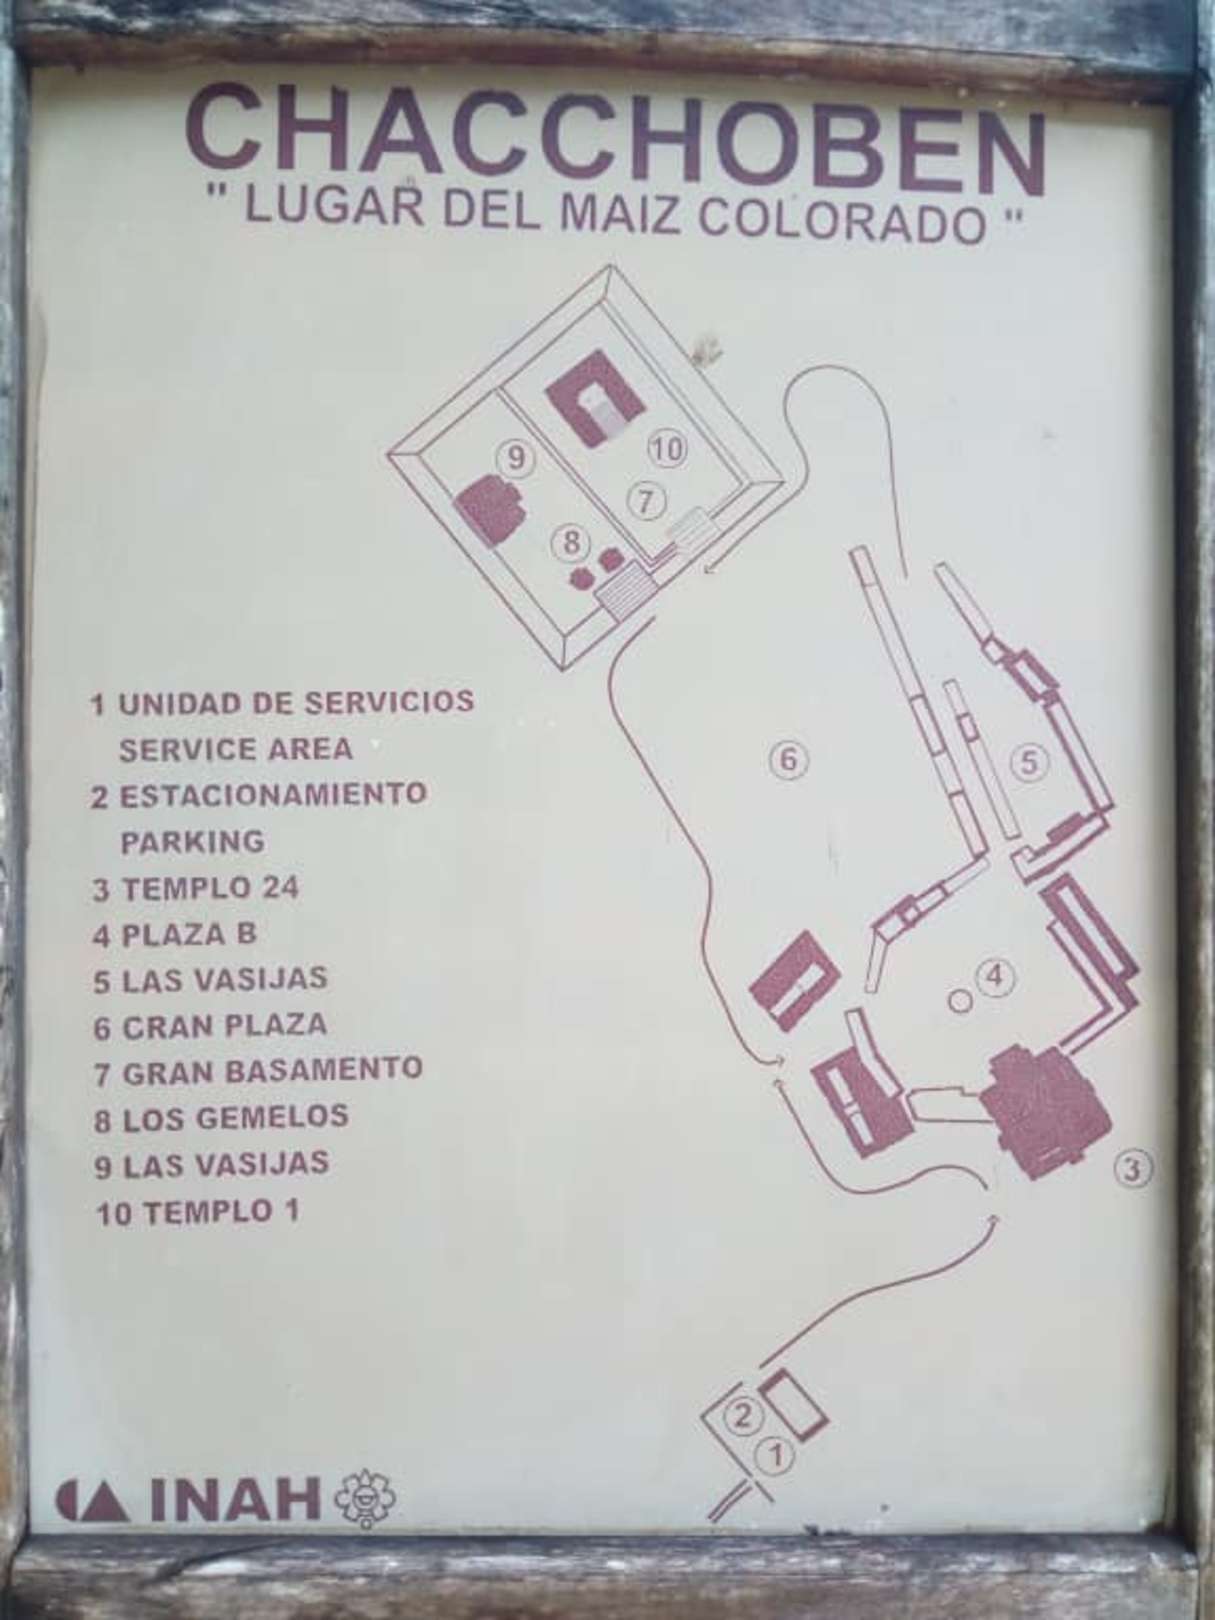 CHACCHOBEN
" LUGAR DEL MAIZ COLORADO "
10
9
7
8
6
5
4
3
2
1
1 UNIDAD DE SERVICIOS
SERVICE AREA
2 ESTACIONAMIENTO
PARKING
3 TEMPLO 24
4 PLAZA B
5 LAS VASIJAS
6 GRAN PLAZA
7 GRAN BASAMENTO
8 LOS GEMELOS
9 LAS VASIJAS
10 TEMPLO 1
INAH